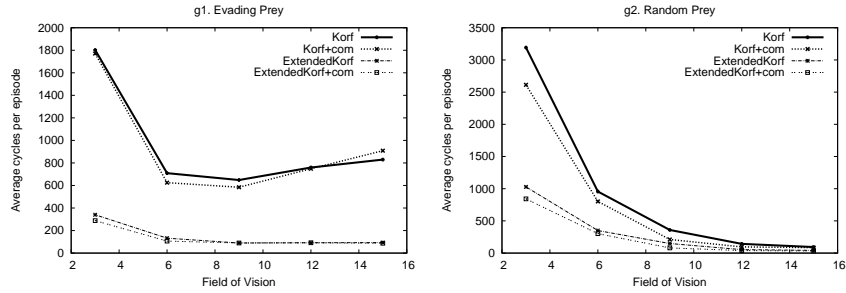 g1. Evading Prey
Average cycles per episode
2000
1800
1600
1400
1200
1000
800
600
400
200
0
2
4
6
8
10
12
14
16
Field of Vision
Korf
Korf+com
ExtendedKorf
ExtendedKorf+com
g2. Random Prey
Average cycles per episode
3500
3000
2500
2000
1500
1000
500
0
2
4
6
8
10
12
14
16
Field of Vision
Korf
Korf+com
ExtendedKorf
ExtendedKorf+com